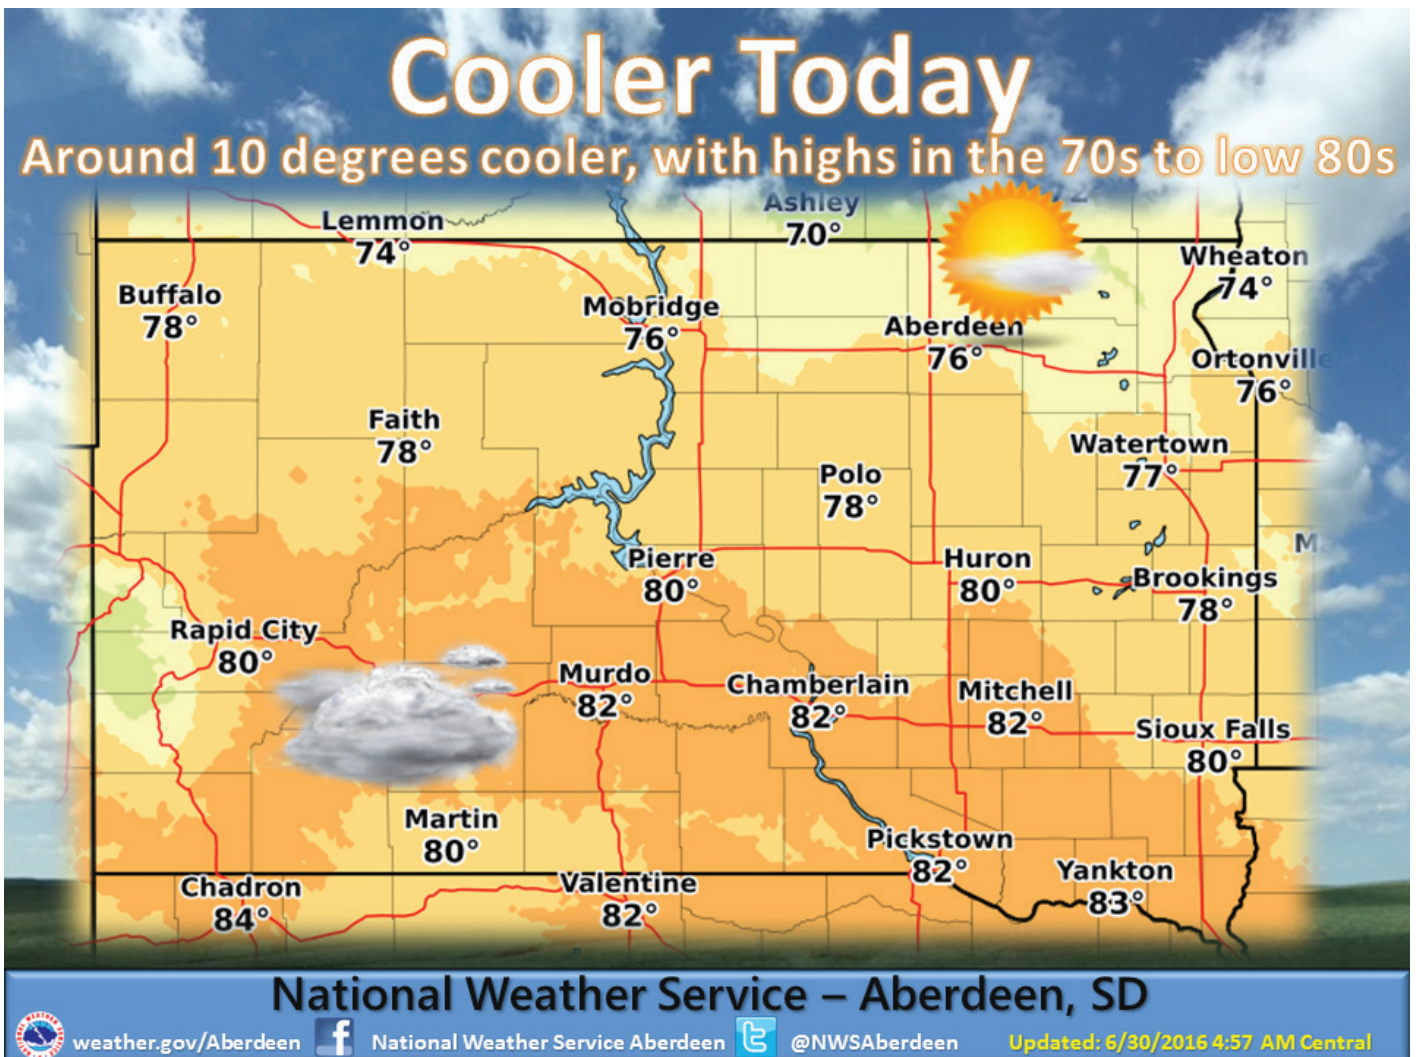 Cooler Today
Around 10 degrees cooler, with highs in the 70s to low 80s
Ashley
70°
72
Lemmon
74°
Wheaton
74°
Buffalo
78°
Mobridge
76°
Aberdeen
76°
Ortonville
76°
Faith
78°
Watertown
77°
Polo
78°
Pierre
80°
Huron
80°
Brookings
78°
Rapid City
80°
Murdo
82°
Chamberlain
82°
Mitchell
82°
Sioux Falls
80°
Martin
80°
Pickstown
82°
Yankton
83°
Chadron
84°
Valentine
82°
National Weather Service – Aberdeen, SD
weather.gov/Aberdeen
National Weather Service Aberdeen
@NWSAberdeen
Updated: 6/30/2016 4:57 AM Central